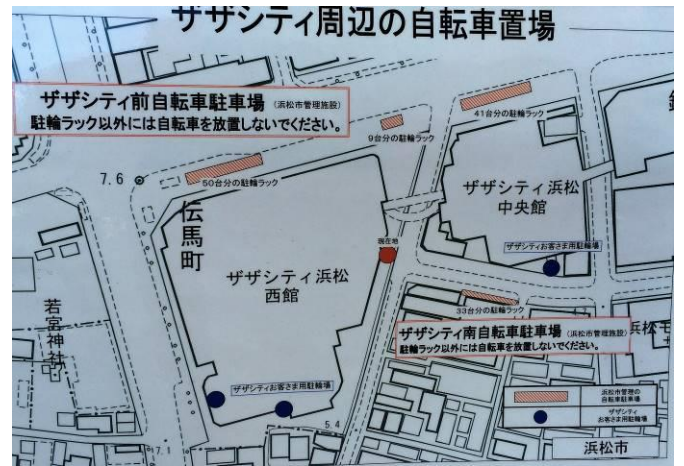 ザザシティ周辺の自転車置場
ザザシティ前自転車駐車場 (浜松市管理施設)
駐輪ラック以外には自転車を放置しないでください。
41台分の駐輪ラック
9台分の駐輪ラック
50台分の駐輪ラック
7.6
伝馬町
ザザシティ浜松
中央館
現在地
ザザシティお客さま用駐輪場
ザザシティ浜松
西館
若宮神社
33台分の駐輪ラック
ザザシティ南自転車駐車場 (浜松市管理施設)
駐輪ラック以外には自転車を放置しないでください。
浜松モ
ザザシティお客さま用駐輪場
浜松市管理の
自転車駐車場
ザザシティ
お客さま用駐輪場
5.4
7.1
浜松市